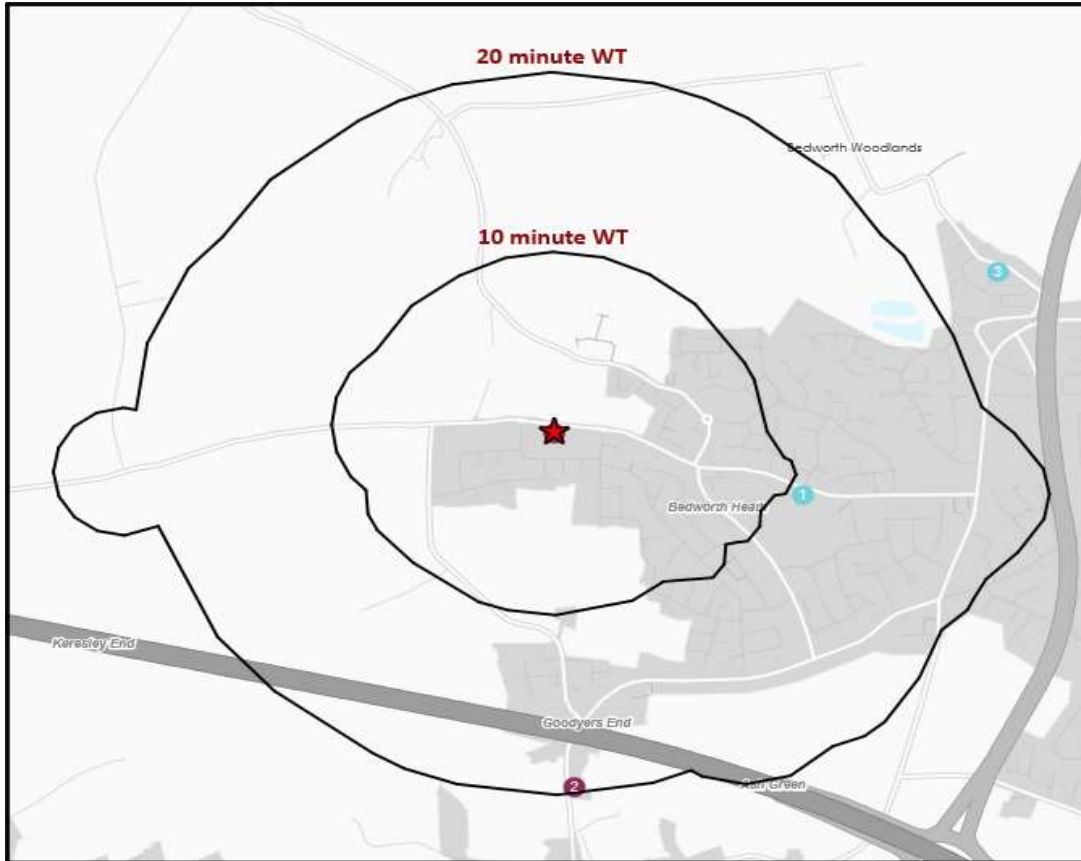 20 minute WT
Bedworth Woodlands
10 minute WT
3
1
Bedworth Heath
Keresley End
Goodyers End
2
Ash Green